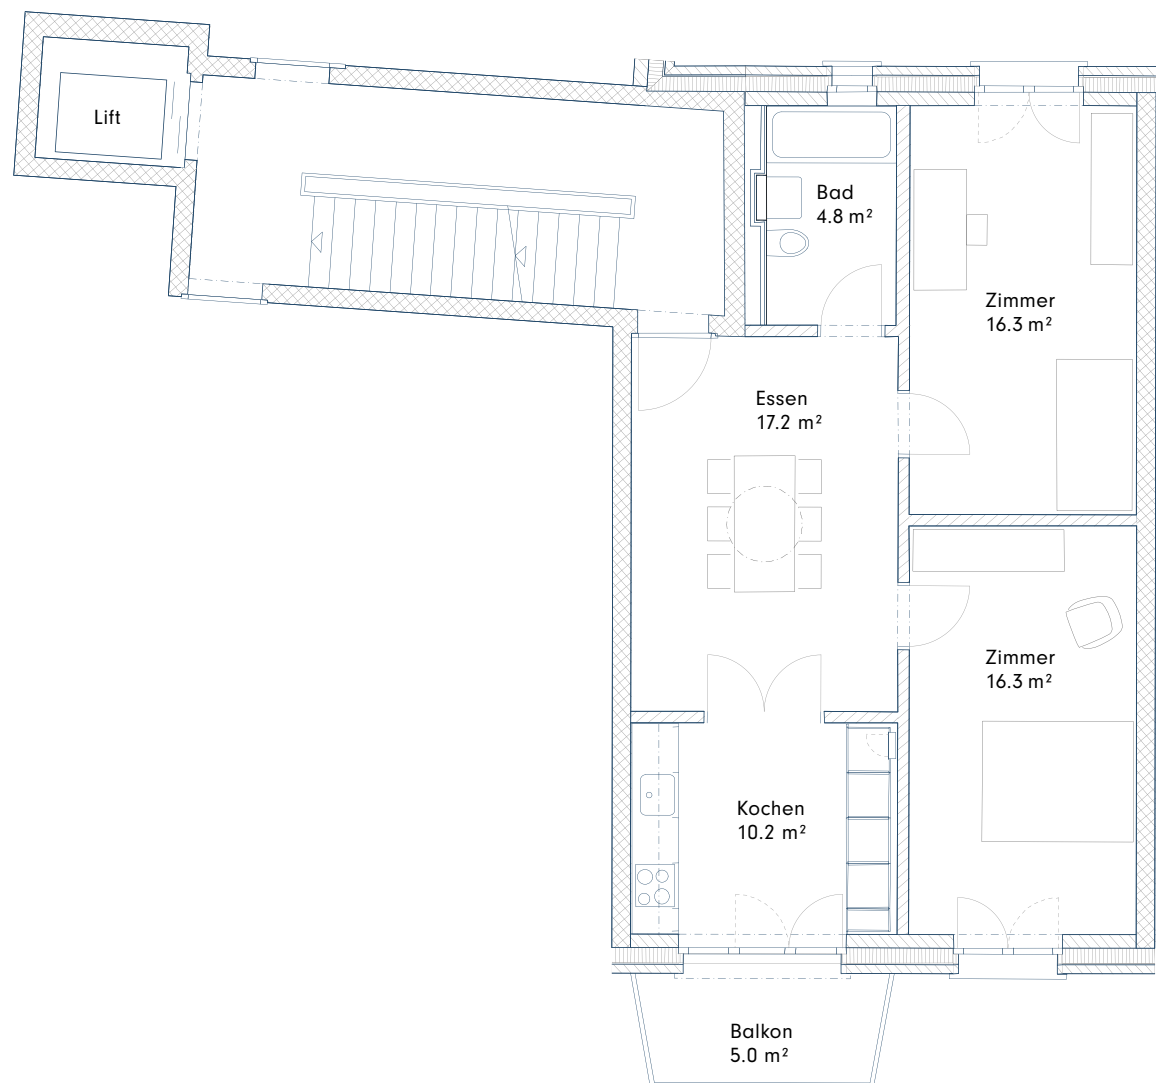 Lift
Bad
4.8 m²
Zimmer
16.3 m²
Essen
17.2 m²
Zimmer
16.3 m²
Kochen
10.2 m²
Balkon
5.0 m²